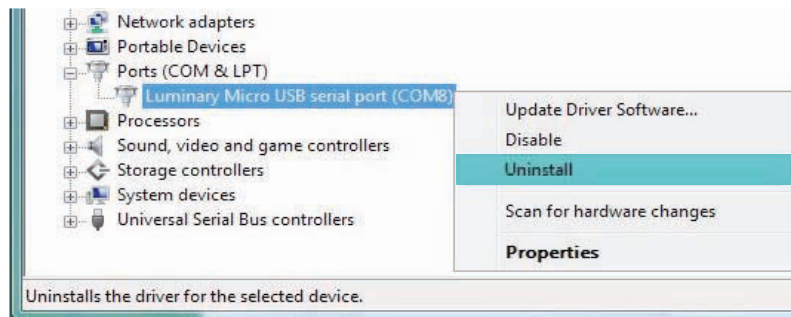 Network adapters
Portable Devices
Ports (COM & LPT)
Luminary Micro USB serial port (COM8)
Processors
Sound, video and game controllers
Storage controllers
System devices
Universal Serial Bus controllers
Update Driver Software...
Disable
Uninstall
Scan for hardware changes
Properties
Uninstalls the driver for the selected device.